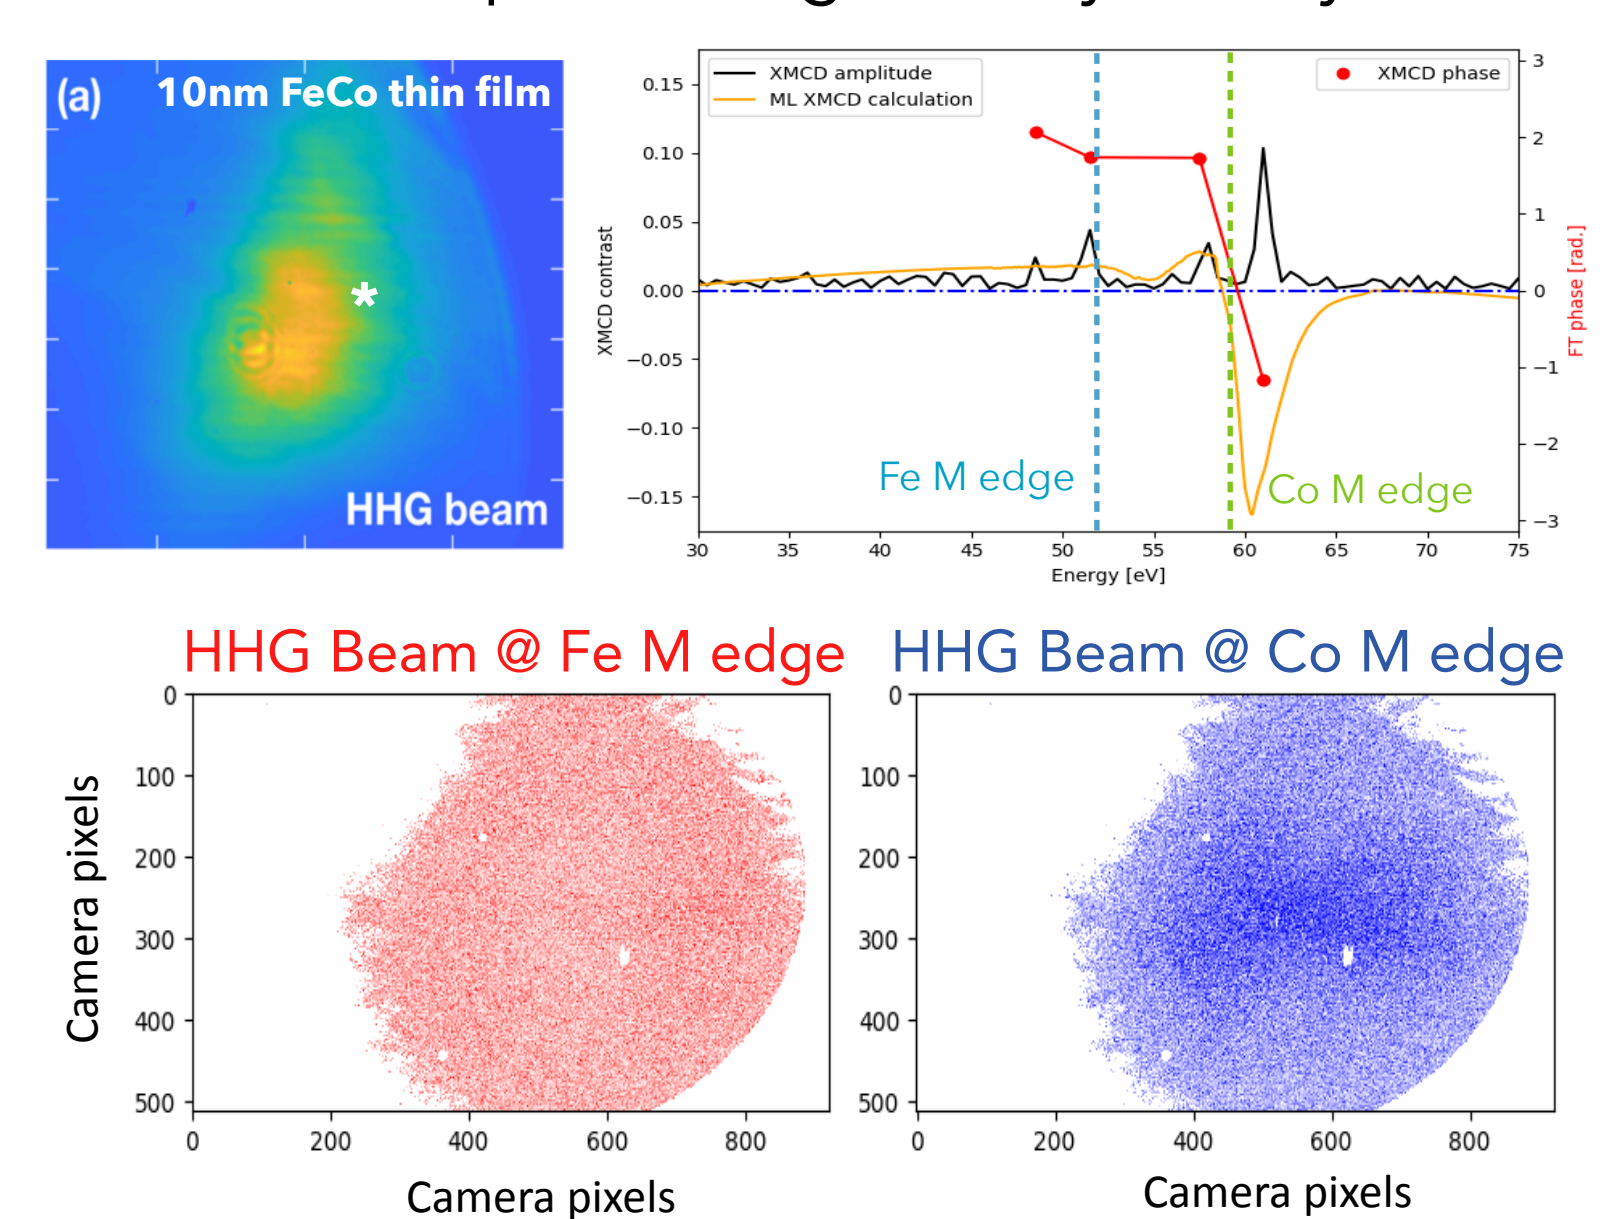 (a) 10nm FeCo thin film
*
HHG beam
XMCD amplitude
ML XMCD calculation
XMCD phase
0.15
0.10
0.05
0.00
−0.05
−0.10
−0.15
XMCD contrast
3
2
1
0
−1
−2
−3
FT phase [rad.]
Fe M edge
Co M edge
30 35 40 45 50 55 60 65 70 75
Energy [eV]
HHG Beam @ Fe M edge
0
100
200
300
400
500
Camera pixels
0 200 400 600 800
Camera pixels
HHG Beam @ Co M edge
0
100
200
300
400
500
0 200 400 600 800
Camera pixels